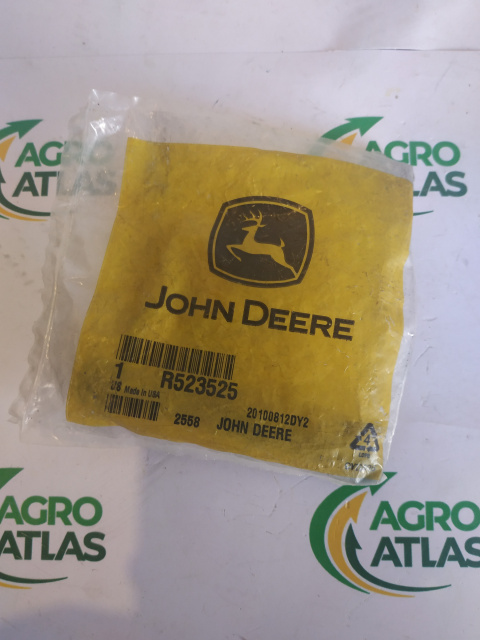 AGRO
ATLAS
AGRO
ATLAS
JOHN DEERE
1 R523525
US Made In USA
20100812DY2
2558 JOHN DEERE
AGRO
ATLAS
AGRO
ATLAS